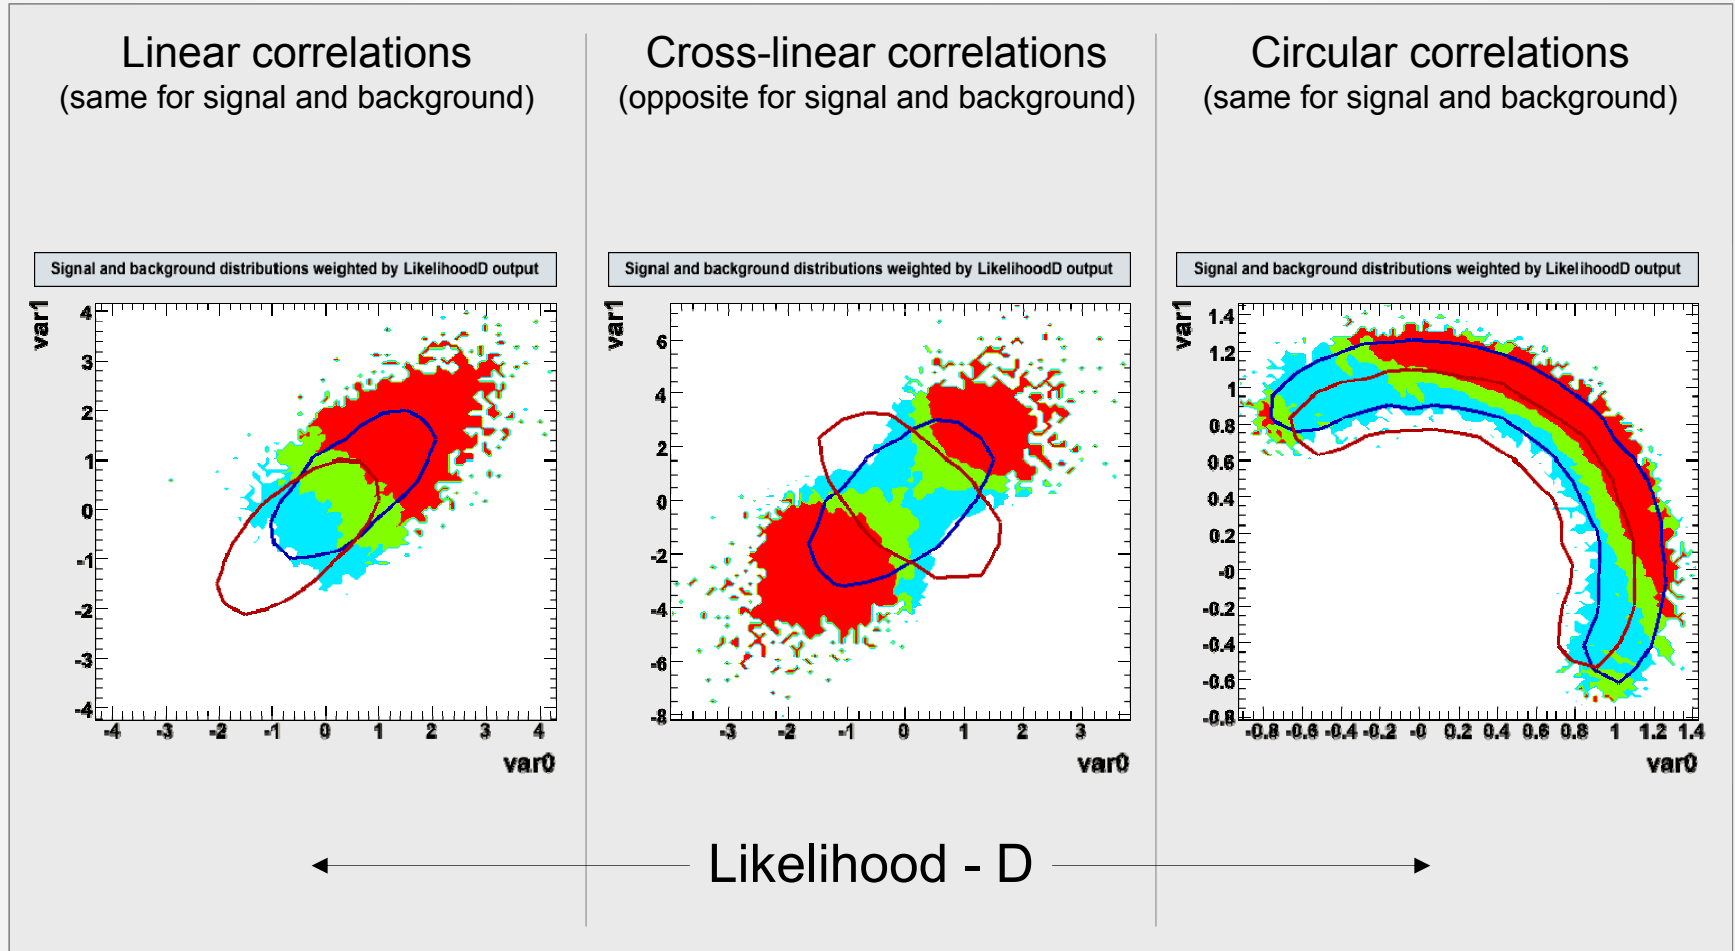 Linear correlations
(same for signal and background)
Signal and background distributions weighted by LikelihoodD output
var1
4
3
2
1
0
-1
-2
-3
-4
-4 -3 -2 -1 0 1 2 3 4
var0
Cross-linear correlations
(opposite for signal and background)
Signal and background distributions weighted by LikelihoodD output
var1
6
4
2
0
-2
-4
-6
-8
-3 -2 -1 0 1 2 3
var0
Circular correlations
(same for signal and background)
Signal and background distributions weighted by LikelihoodD output
var1
1.4
1.2
1
0.8
0.6
0.4
0.2
-0
-0.2
-0.4
-0.6
-0.8
-0.8 -0.6 -0.4 -0.2 -0 0.2 0.4 0.6 0.8 1 1.2 1.4
var0
Likelihood - D